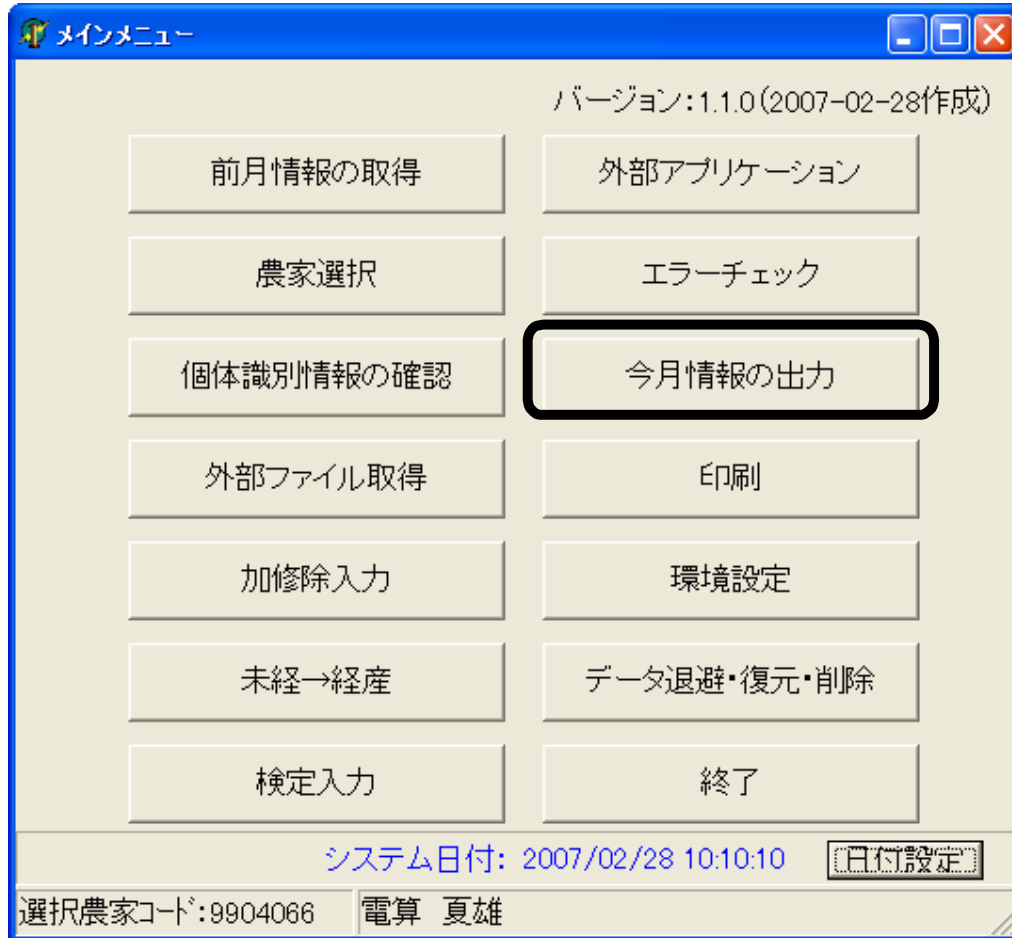 メインメニュー
バージョン:1.1.0(2007-02-28作成)
前月情報の取得
外部アプリケーション
農家選択
エラーチェック
個体識別情報の確認
今月情報の出力
外部ファイル取得
印刷
加修除入力
環境設定
未経→経産
データ退避・復元・削除
検定入力
終了
システム日付: 2007/02/28 10:10:10
日付設定
選択農家コード:9904066
電算 夏雄